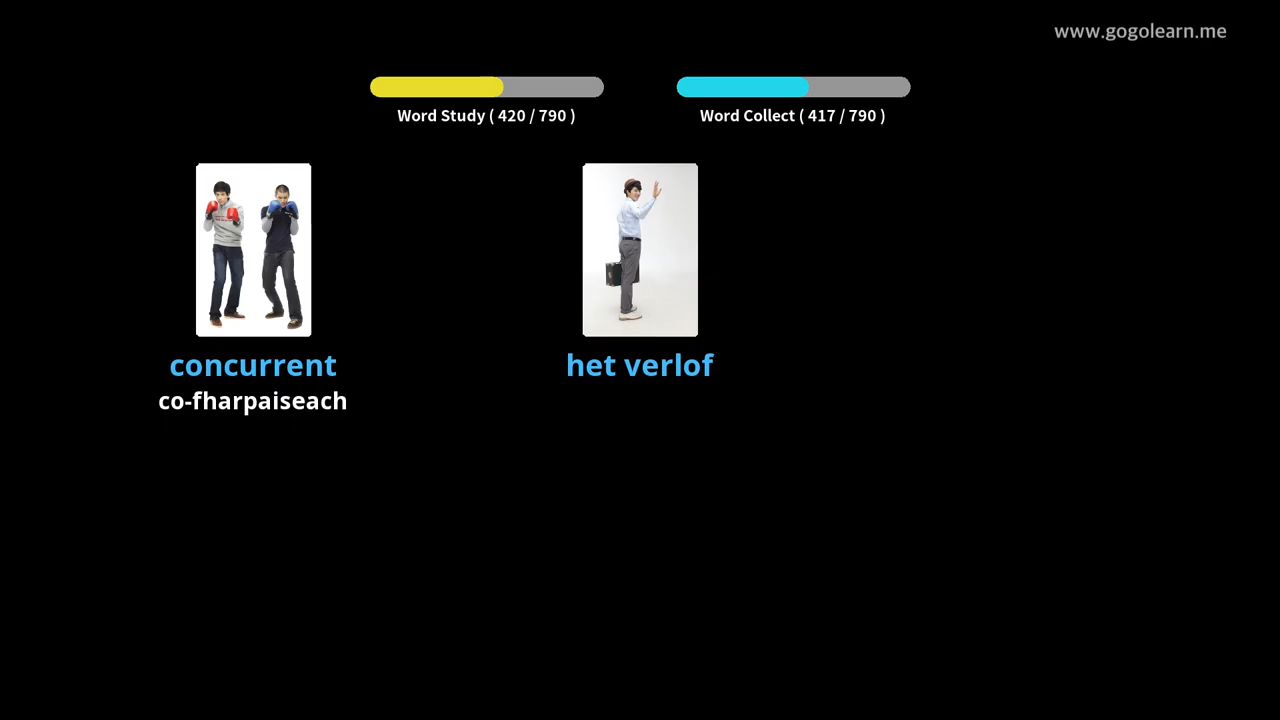 www.gogolearn.me
Word Study ( 420 / 790 )
Word Collect ( 417 / 790 )
concurrent
co-fharpaiseach
het verlof